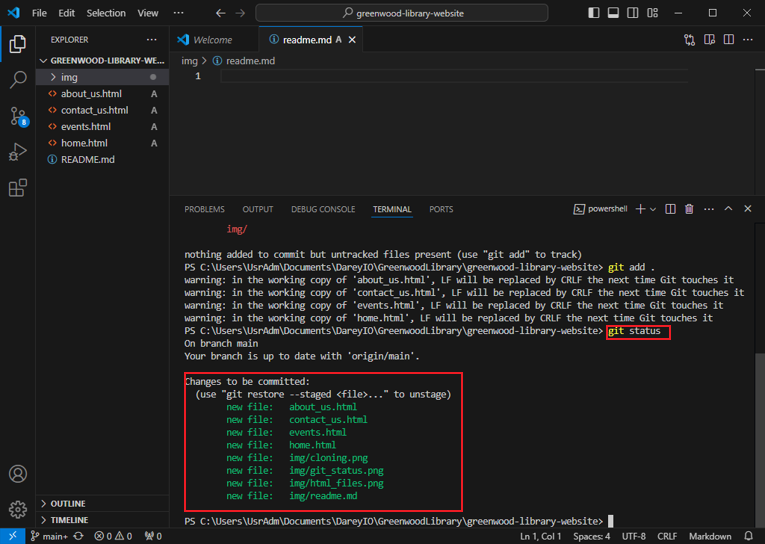 File Edit Selection View ··· greenwood-library-website
EXPLORER ···
Welcome readme.md A
GREENWOOD-LIBRARY-WE...
img
about_us.html A
contact_us.html A
events.html A
home.html A
README.md
8
img > readme.md
1
PROBLEMS OUTPUT DEBUG CONSOLE TERMINAL PORTS powershell
img/
nothing added to commit but untracked files present (use "git add" to track)
PS C:\Users\UsrAdm\Documents\DareyIO\GreenwoodLibrary\greenwood-library-website> git add .
warning: in the working copy of 'about_us.html', LF will be replaced by CRLF the next time Git touches it
warning: in the working copy of 'contact_us.html', LF will be replaced by CRLF the next time Git touches it
warning: in the working copy of 'events.html', LF will be replaced by CRLF the next time Git touches it
warning: in the working copy of 'home.html', LF will be replaced by CRLF the next time Git touches it
PS C:\Users\UsrAdm\Documents\DareyIO\GreenwoodLibrary\greenwood-library-website> git status
On branch main
Your branch is up to date with 'origin/main'.
Changes to be committed:
(use "git restore --staged <file>..." to unstage)
new file: about_us.html
new file: contact_us.html
new file: events.html
new file: home.html
new file: img/cloning.png
new file: img/git_status.png
new file: img/html_files.png
new file: img/readme.md
PS C:\Users\UsrAdm\Documents\DareyIO\GreenwoodLibrary\greenwood-library-website>
OUTLINE
TIMELINE
main+ 0 0 0 Ln 1, Col 1 Spaces: 4 UTF-8 CRLF Markdown